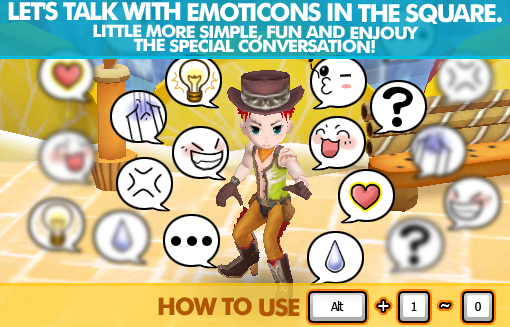 LET'S TALK WITH EMOTICONS IN THE SQUARE.
LITTLE MORE SIMPLE, FUN AND ENJOUY
THE SPECIAL CONVERSATION!
?
?
HOW TO USE Alt + 1 ~ 0